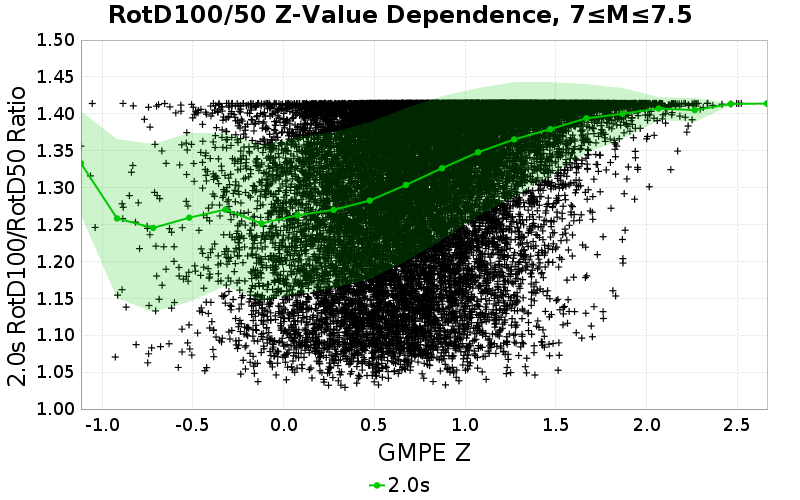 RotD100/50 Z-Value Dependence, 7≤M≤7.5
2.0s RotD100/RotD50 Ratio
1.50
1.45
1.40
1.35
1.30
1.25
1.20
1.15
1.10
1.05
1.00
-1.0 -0.5 0.0 0.5 1.0 1.5 2.0 2.5
GMPE Z
2.0s